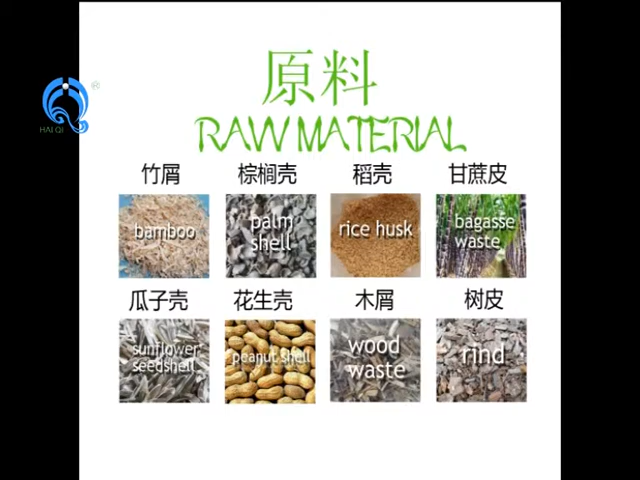 原料
HAI QI
®
RAW MATERIAL
竹屑 棕榈壳 稻壳 甘蔗皮
bamboo
palm
shell
rice husk
bagasse
waste
瓜子壳 花生壳 木屑 树皮
sunflower
seedshell
peanut shell
wood
waste
rind